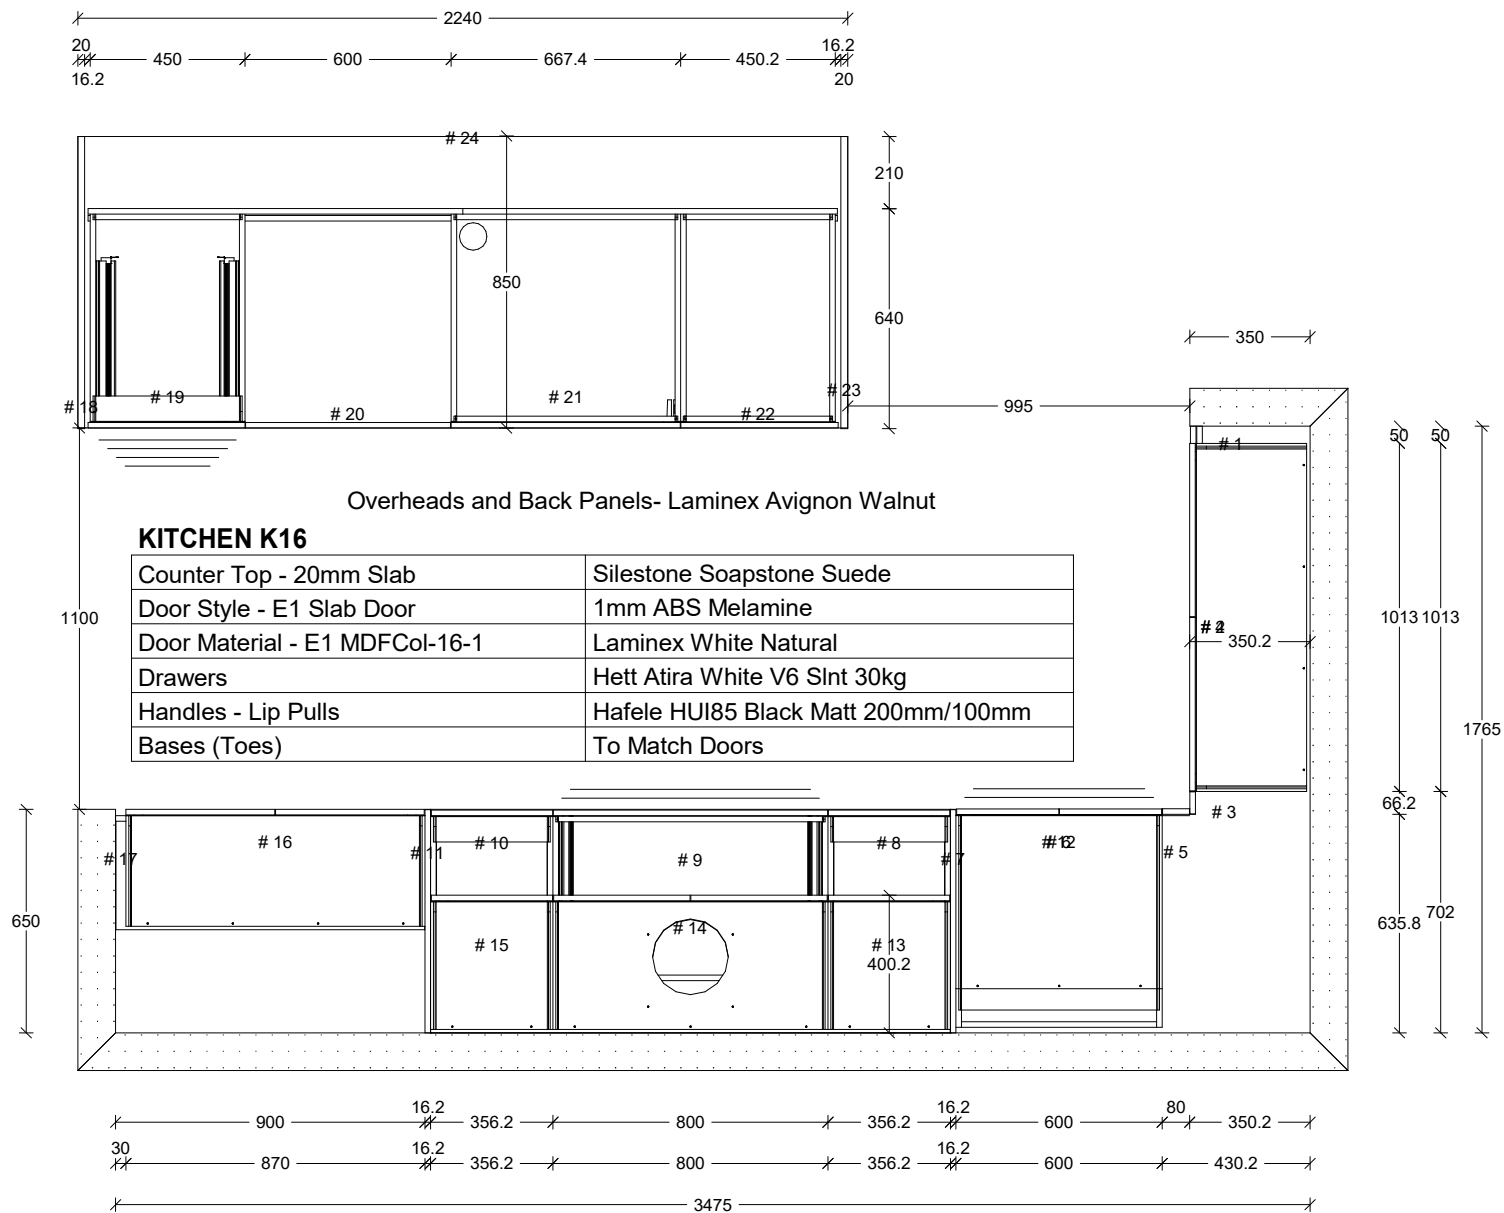 2240
20 16.2
450 600 667.4 450.2
16.2 20
# 24
210
850
640
350
# 18 # 19 # 20 # 21 # 22 # 23
995
# 1
50 50
Overheads and Back Panels- Laminex Avignon Walnut
KITCHEN K16
Counter Top - 20mm Slab Silestone Soapstone Suede
Door Style - E1 Slab Door 1mm ABS Melamine
Door Material - E1 MDFCol-16-1 Laminex White Natural
Drawers Hett Atira White V6 Slnt 30kg
Handles - Lip Pulls Hafele HUI85 Black Matt 200mm/100mm
Bases (Toes) To Match Doors
1100
1013 1013
350.2
1765
66.2
# 3
# 17 # 16 # 11 # 10 # 9 # 8 # 7 # 5
650
702
635.8
# 15 # 14 # 13
400.2
16.2 16.2 80
900 356.2 800 356.2 600 350.2
30 16.2 16.2
870 356.2 800 356.2 600 430.2
3475